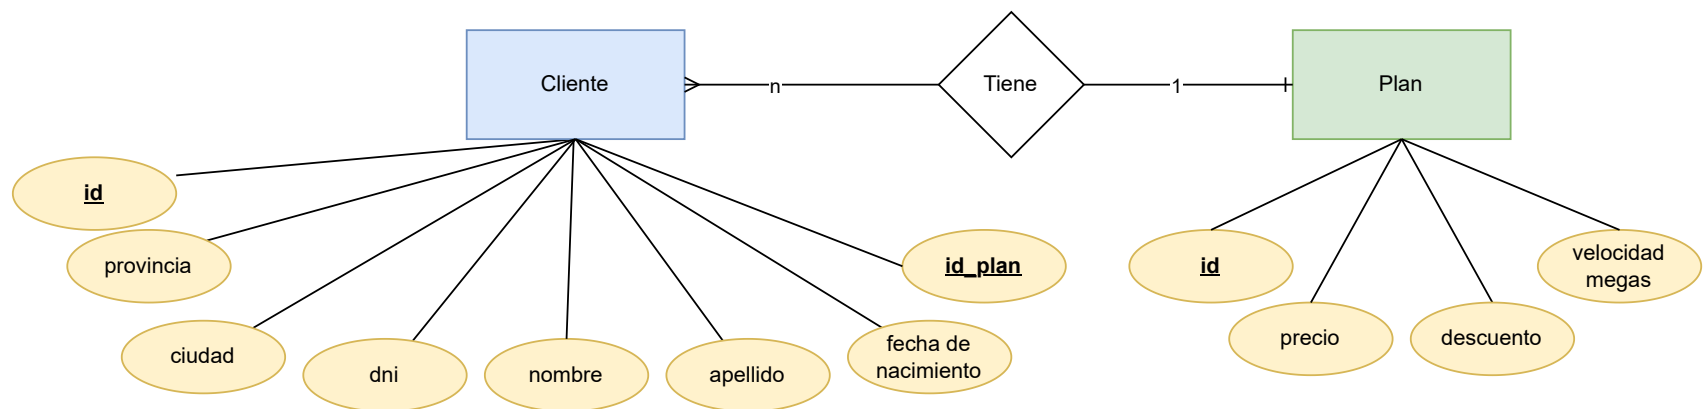 Cliente
n
Tiene
1
Plan
id
provincia
ciudad
dni
nombre
apellido
fecha de
nacimiento
id_plan
id
precio
descuento
velocidad
megas